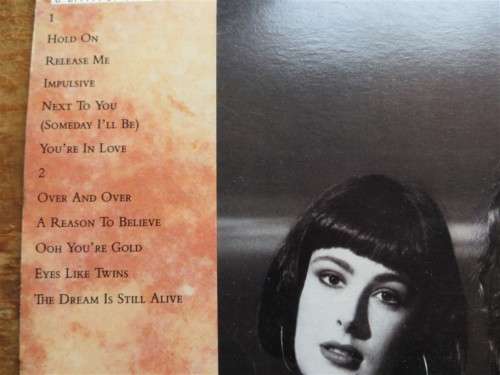 1
Hold On
Release Me
Impulsive
Next To You
(Someday I'll Be)
You're In Love
2
Over And Over
A Reason To Believe
Ooh You're Gold
Eyes Like Twins
The Dream Is Still Alive